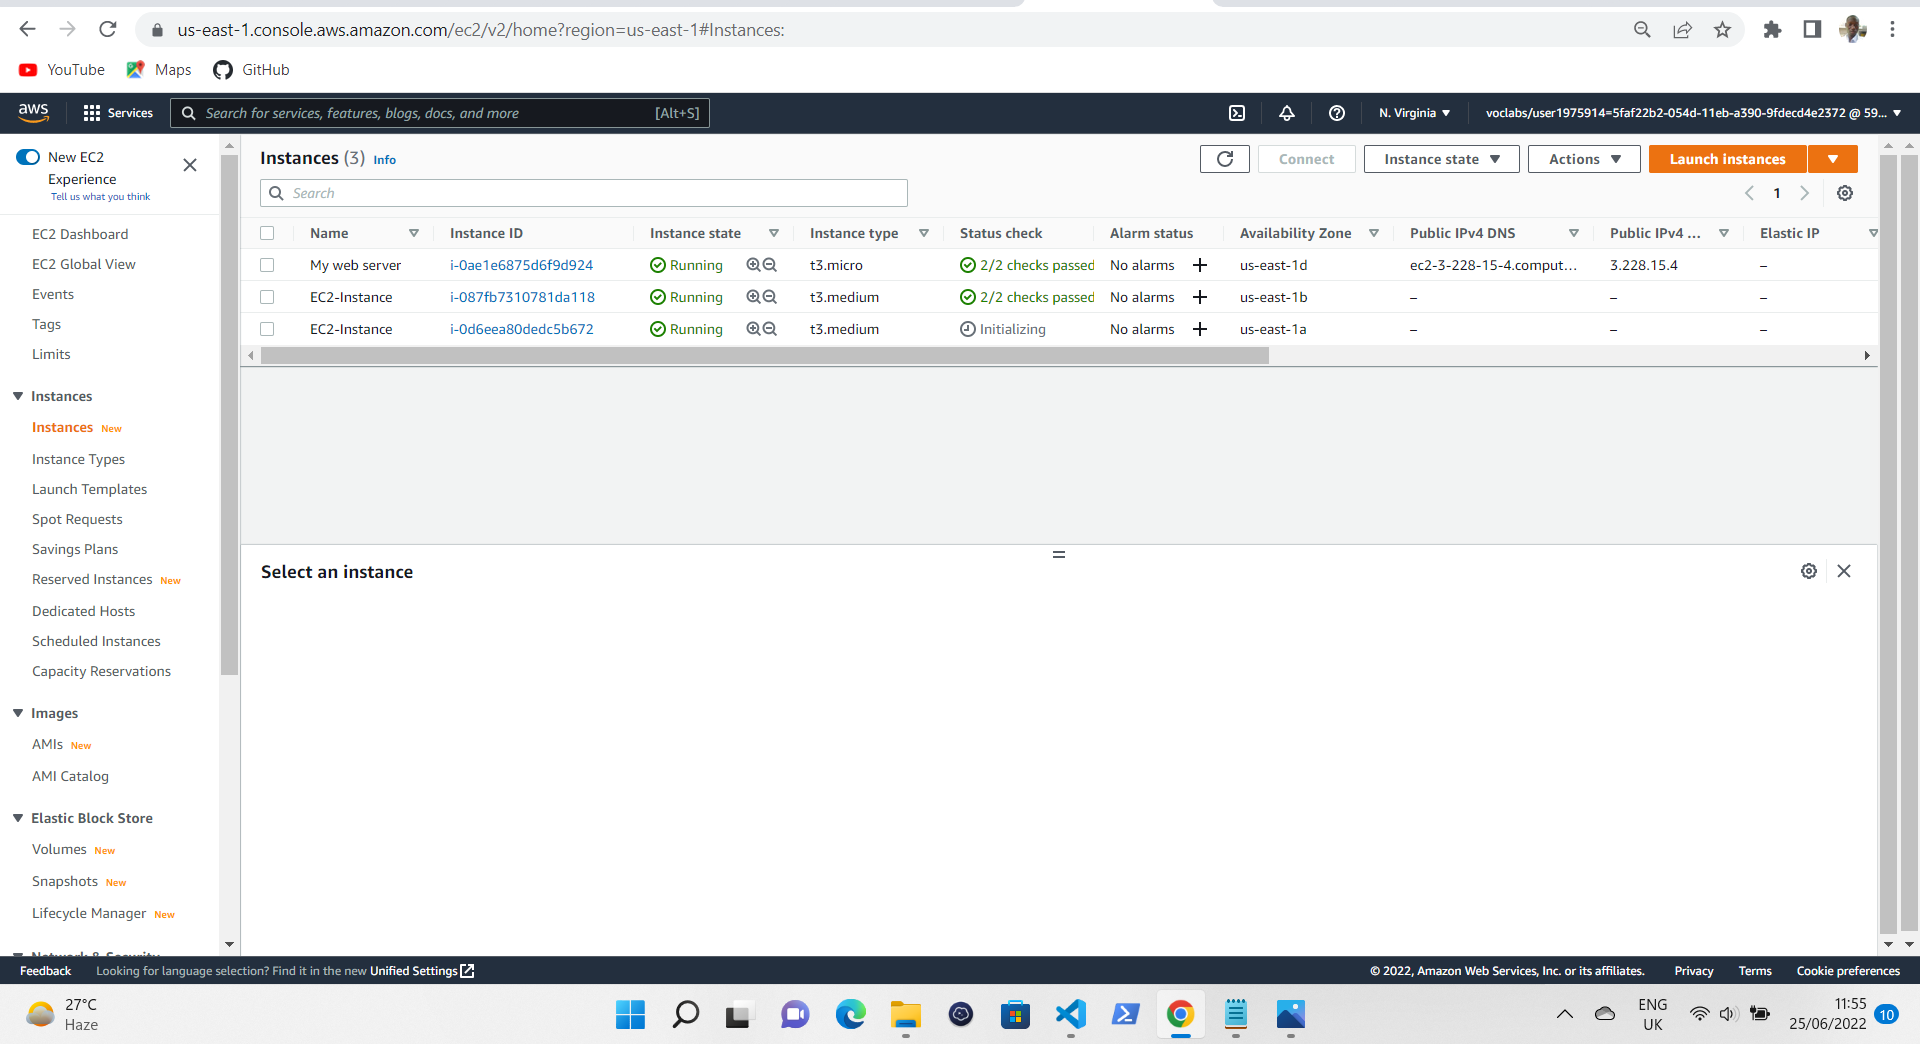 us-east-1.console.aws.amazon.com/ec2/v2/home?region=us-east-1#Instances:
YouTube Maps GitHub
aws Services Search for services, features, blogs, docs, and more [Alt+S] N. Virginia voclabs/user1975914=5faf22b2-054d-11eb-a390-9fdecd4e2372 @ 59...
New EC2
Experience
Tell us what you think
EC2 Dashboard
EC2 Global View
Events
Tags
Limits
Instances
Instances New
Instance Types
Launch Templates
Spot Requests
Savings Plans
Reserved Instances New
Dedicated Hosts
Scheduled Instances
Capacity Reservations
Images
AMIs New
AMI Catalog
Elastic Block Store
Volumes New
Snapshots New
Lifecycle Manager New
Network & Security
Instances (3) Info
Connect Instance state Actions Launch instances
Search
1
Name Instance ID Instance state Instance type Status check Alarm status Availability Zone Public IPv4 DNS Public IPv4 ... Elastic IP
My web server i-0ae1e6875d6f9d924 Running t3.micro 2/2 checks passed No alarms + us-east-1d ec2-3-228-15-4.comput... 3.228.15.4 –
EC2-Instance i-087fb7310781da118 Running t3.medium 2/2 checks passed No alarms + us-east-1b – – –
EC2-Instance i-0d6eea80dedc5b672 Running t3.medium Initializing No alarms + us-east-1a – – –
Select an instance
Feedback Looking for language selection? Find it in the new Unified Settings © 2022, Amazon Web Services, Inc. or its affiliates. Privacy Terms Cookie preferences
27°C
Haze
ENG
UK
11:55
25/06/2022
10